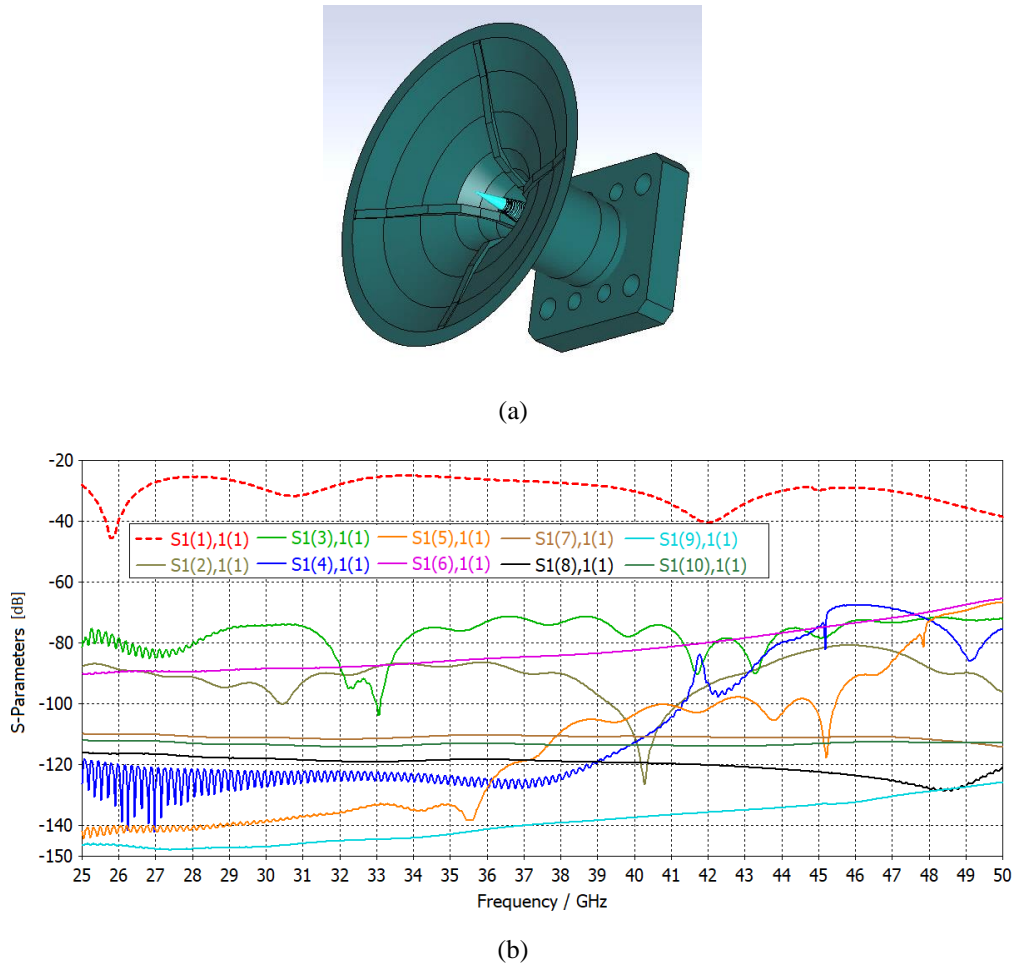 (a)
-20
-40
-60
-80
-100
-120
-140
-150
S-Parameters [dB]
S1(1),1(1) S1(3),1(1) S1(5),1(1) S1(7),1(1) S1(9),1(1)
S1(2),1(1) S1(4),1(1) S1(6),1(1) S1(8),1(1) S1(10),1(1)
25 26 27 28 29 30 31 32 33 34 35 36 37 38 39 40 41 42 43 44 45 46 47 48 49 50
Frequency / GHz
(b)